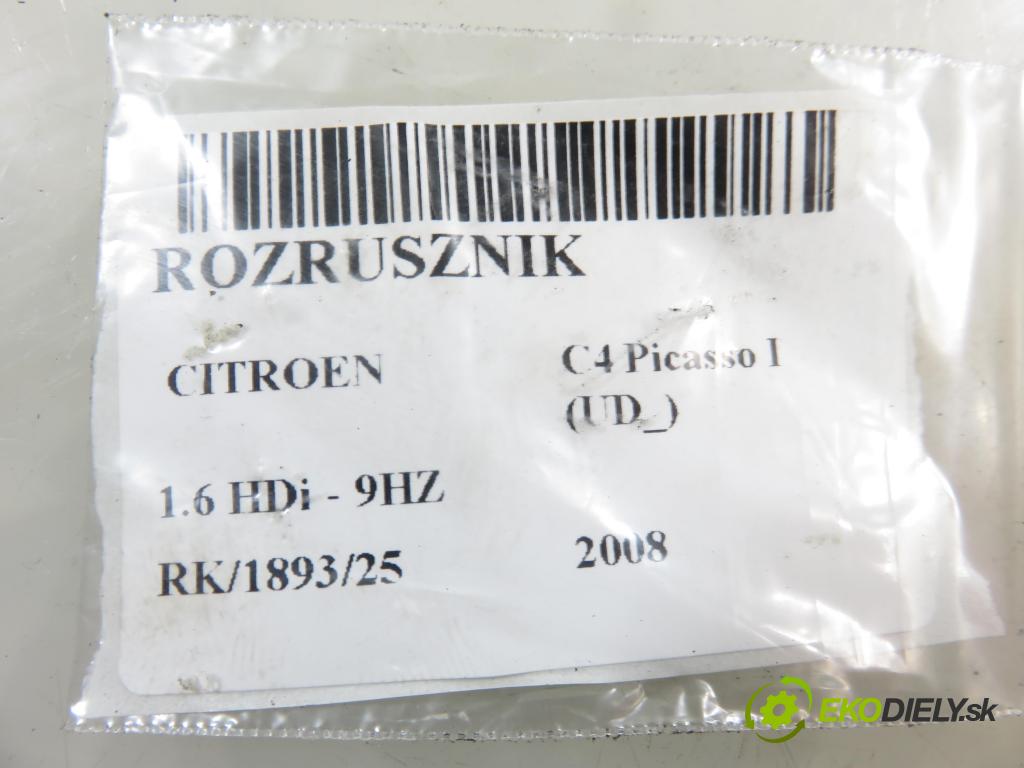 ROZRUSZNIK
CITROEN
C4 Picasso I
(UD_)
1.6 HDi - 9HZ
RK/1893/25
2008
EKODIELY.sk